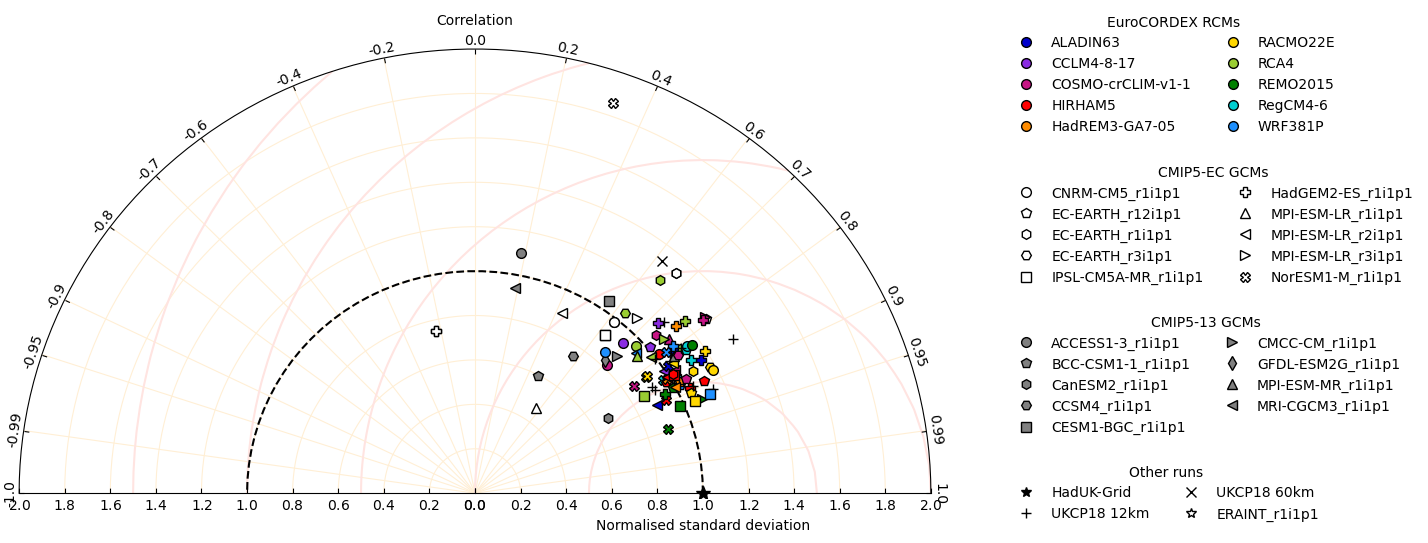 Correlation
-0.99
-0.95
-0.9
-0.8
-0.7
-0.6
-0.4
-0.2
0.0
0.2
0.4
0.6
0.7
0.8
0.9
0.95
0.99
1.0
1.0
2.0 1.8 1.6 1.4 1.2 1.0 0.8 0.6 0.4 0.2 0.0 0.2 0.4 0.6 0.8 1.0 1.2 1.4 1.6 1.8 2.0
Normalised standard deviation
EuroCORDEX RCMs
ALADIN63 RACMO22E
CCLM4-8-17 RCA4
COSMO-crCLIM-v1-1 REMO2015
HIRHAM5 RegCM4-6
HadREM3-GA7-05 WRF381P
CMIP5-EC GCMs
CNRM-CM5_r1i1p1 HadGEM2-ES_r1i1p1
EC-EARTH_r12i1p1 MPI-ESM-LR_r1i1p1
EC-EARTH_r1i1p1 MPI-ESM-LR_r2i1p1
EC-EARTH_r3i1p1 MPI-ESM-LR_r3i1p1
IPSL-CM5A-MR_r1i1p1 NorESM1-M_r1i1p1
CMIP5-13 GCMs
ACCESS1-3_r1i1p1 CMCC-CM_r1i1p1
BCC-CSM1-1_r1i1p1 GFDL-ESM2G_r1i1p1
CanESM2_r1i1p1 MPI-ESM-MR_r1i1p1
CCSM4_r1i1p1 MRI-CGCM3_r1i1p1
CESM1-BGC_r1i1p1
Other runs
HadUK-Grid UKCP18 60km
UKCP18 12km ERAINT_r1i1p1